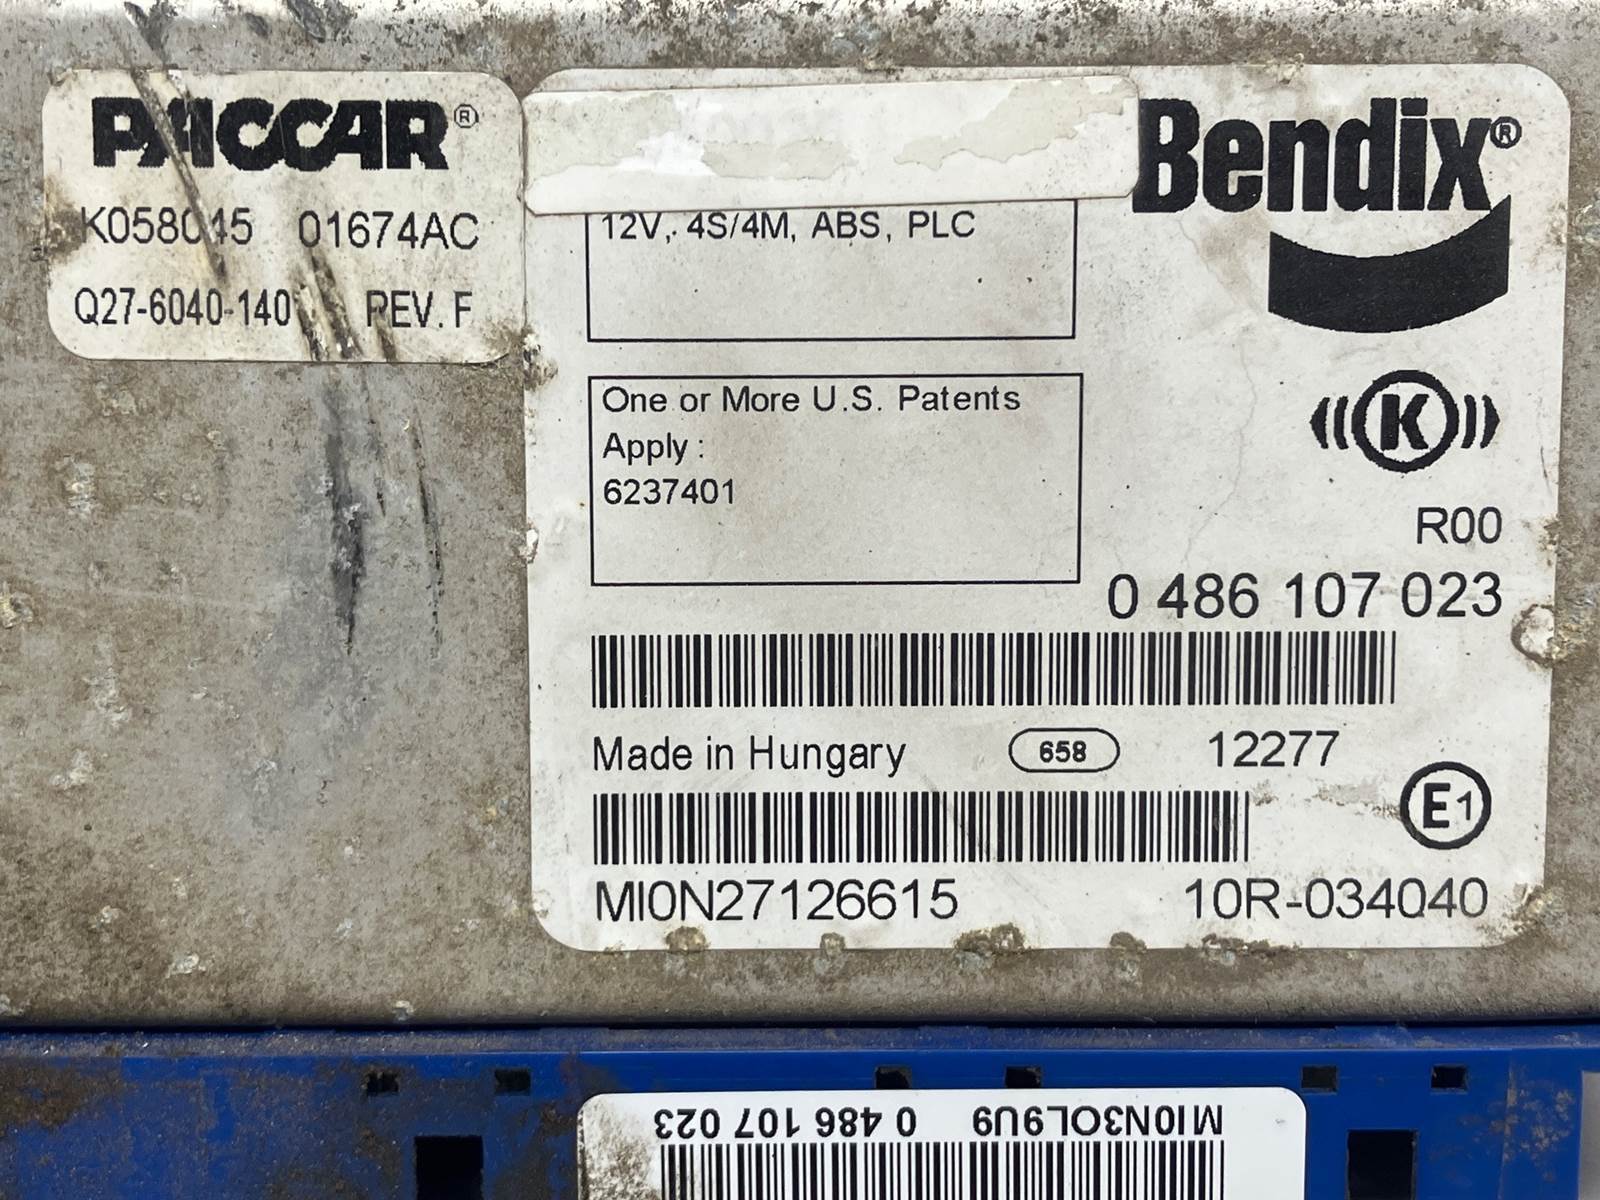 PACCAR®
K058045 01674AC
Q27-6040-140 REV. F
Bendix®
12V, 4S/4M, ABS, PLC
One or More U.S. Patents
Apply :
6237401
K
R00
0 486 107 023
Made in Hungary 658 12277
E1
MI0N27126615 10R-034040
MI0N3OL9U9 0 486 107 023